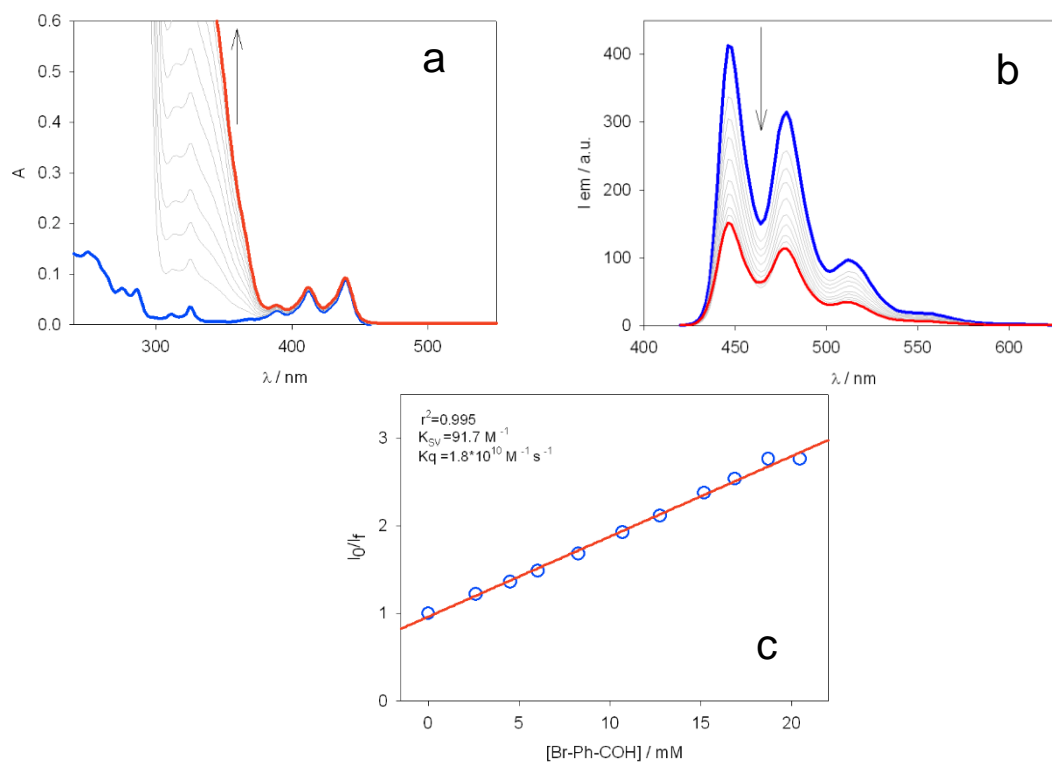 a
0.6
0.5
0.4
0.3
0.2
0.1
0.0
A
300 400 500
λ / nm
b
400
300
200
100
0
I em / a.u.
400 450 500 550 600
λ / nm
r²=0.995
K_SV =91.7 M⁻¹
Kq =1.8*10¹⁰ M⁻¹ s⁻¹
3
2
1
0
I₀/I_f
c
0 5 10 15 20
[Br-Ph-COH] / mM